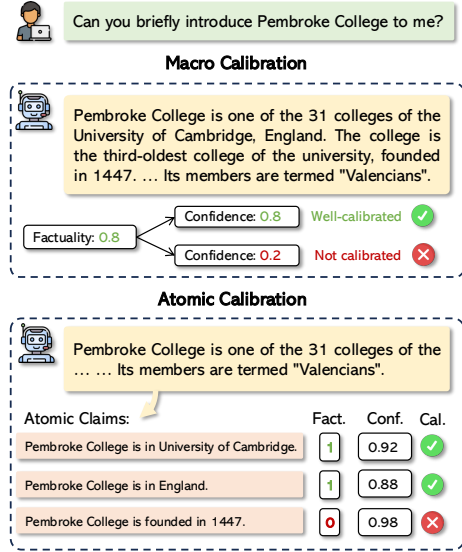 Can you briefly introduce Pembroke College to me?
Macro Calibration
Pembroke College is one of the 31 colleges of the
University of Cambridge, England. The college is
the third-oldest college of the university, founded
in 1447. ... Its members are termed "Valencians".
Factuality: 0.8
Confidence: 0.8 Well-calibrated
Confidence: 0.2 Not calibrated
Atomic Calibration
Pembroke College is one of the 31 colleges of the
... ... Its members are termed "Valencians".
Atomic Claims: Fact. Conf. Cal.
Pembroke College is in University of Cambridge. 1 0.92
Pembroke College is in England. 1 0.88
Pembroke College is founded in 1447. 0 0.98